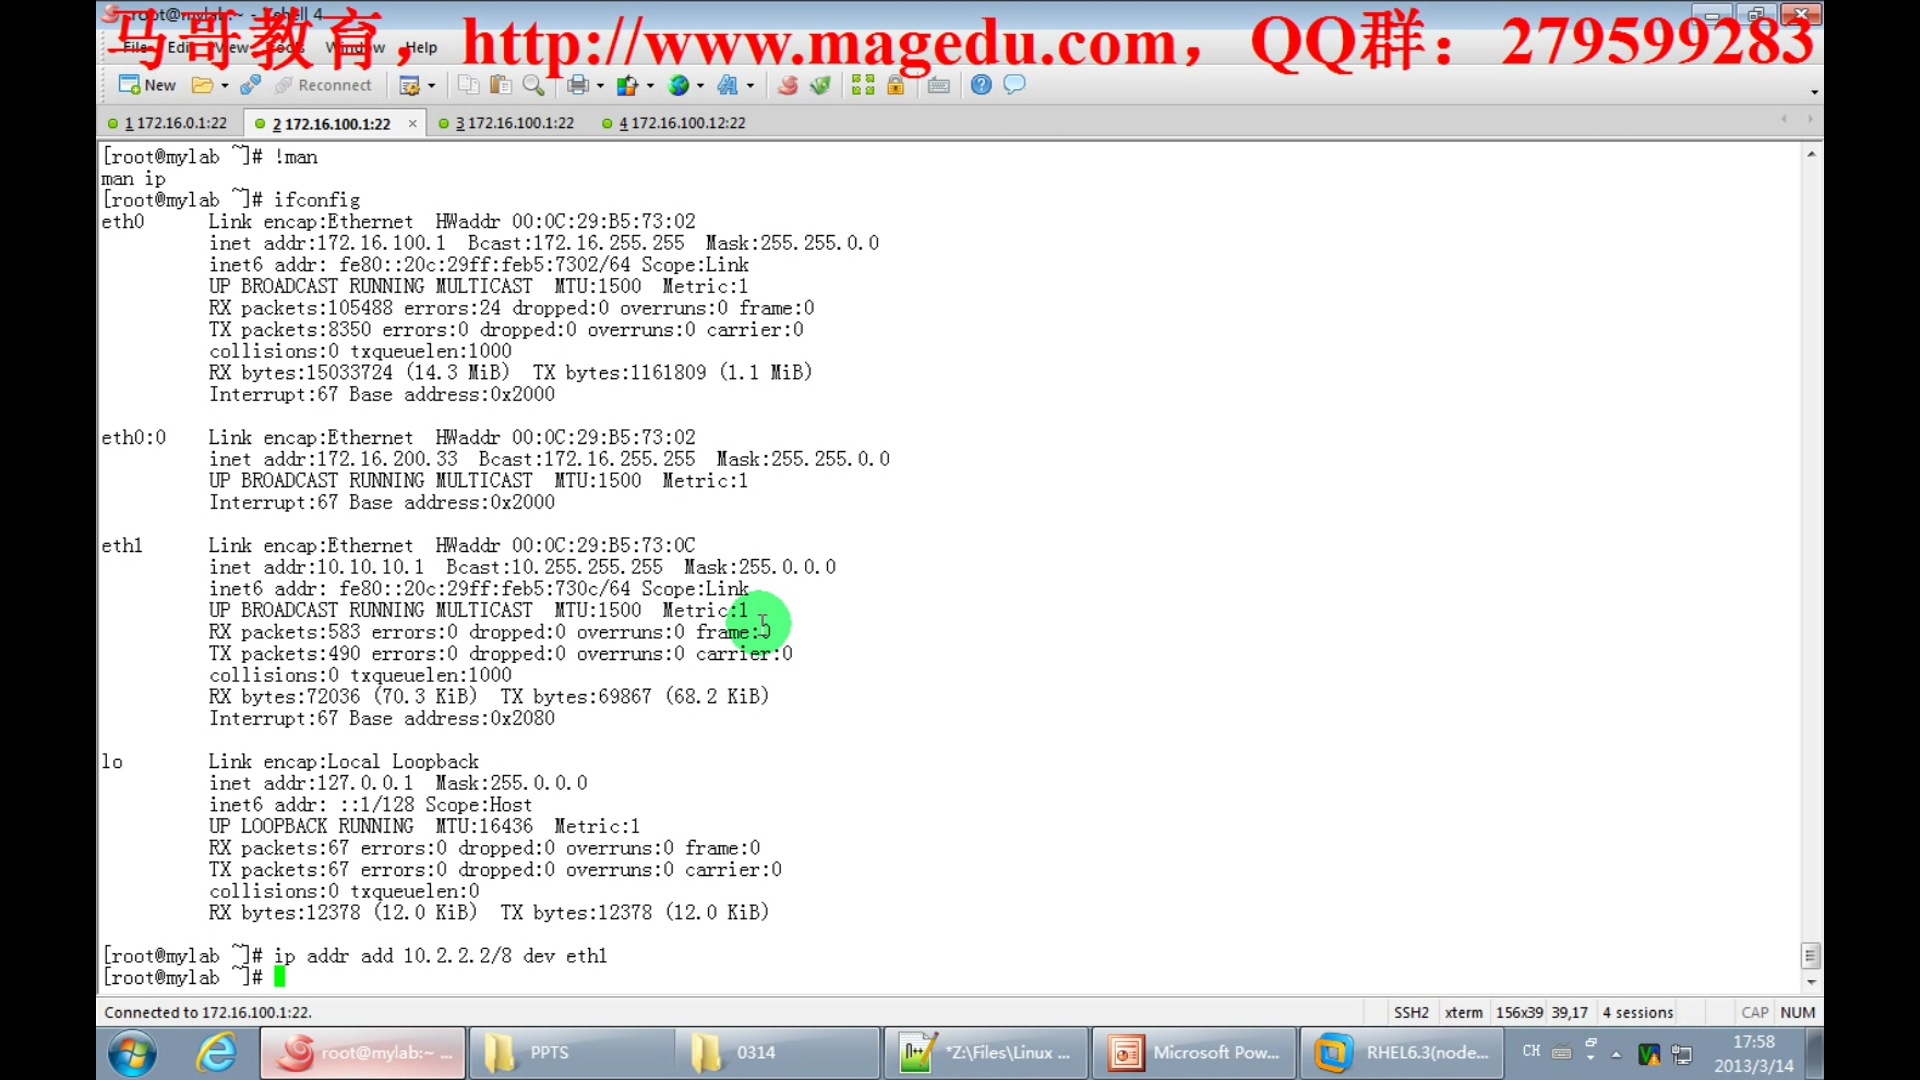 root@mylab:~ - Xshell 4
马哥教育，http://www.magedu.com，QQ群：279599283
File Edit View Tools Window Help
New Reconnect
1 172.16.0.1:22 2 172.16.100.1:22 × 3 172.16.100.1:22 4 172.16.100.12:22
[root@mylab ~]# !man
man ip
[root@mylab ~]# ifconfig
eth0 Link encap:Ethernet HWaddr 00:0C:29:B5:73:02
inet addr:172.16.100.1 Bcast:172.16.255.255 Mask:255.255.0.0
inet6 addr: fe80::20c:29ff:feb5:7302/64 Scope:Link
UP BROADCAST RUNNING MULTICAST MTU:1500 Metric:1
RX packets:105488 errors:24 dropped:0 overruns:0 frame:0
TX packets:8350 errors:0 dropped:0 overruns:0 carrier:0
collisions:0 txqueuelen:1000
RX bytes:15033724 (14.3 MiB) TX bytes:1161809 (1.1 MiB)
Interrupt:67 Base address:0x2000
eth0:0 Link encap:Ethernet HWaddr 00:0C:29:B5:73:02
inet addr:172.16.200.33 Bcast:172.16.255.255 Mask:255.255.0.0
UP BROADCAST RUNNING MULTICAST MTU:1500 Metric:1
Interrupt:67 Base address:0x2000
eth1 Link encap:Ethernet HWaddr 00:0C:29:B5:73:0C
inet addr:10.10.10.1 Bcast:10.255.255.255 Mask:255.0.0.0
inet6 addr: fe80::20c:29ff:feb5:730c/64 Scope:Link
UP BROADCAST RUNNING MULTICAST MTU:1500 Metric:1
RX packets:583 errors:0 dropped:0 overruns:0 frame:0
TX packets:490 errors:0 dropped:0 overruns:0 carrier:0
collisions:0 txqueuelen:1000
RX bytes:72036 (70.3 KiB) TX bytes:69867 (68.2 KiB)
Interrupt:67 Base address:0x2080
lo Link encap:Local Loopback
inet addr:127.0.0.1 Mask:255.0.0.0
inet6 addr: ::1/128 Scope:Host
UP LOOPBACK RUNNING MTU:16436 Metric:1
RX packets:67 errors:0 dropped:0 overruns:0 frame:0
TX packets:67 errors:0 dropped:0 overruns:0 carrier:0
collisions:0 txqueuelen:0
RX bytes:12378 (12.0 KiB) TX bytes:12378 (12.0 KiB)
[root@mylab ~]# ip addr add 10.2.2.2/8 dev eth1
[root@mylab ~]#
Connected to 172.16.100.1:22. SSH2 xterm 156x39 39,17 4 sessions CAP NUM
root@mylab:~ ... PPTS 0314 *Z:\Files\Linux ... Microsoft Pow... RHEL6.3(node... CH 17:58
2013/3/14